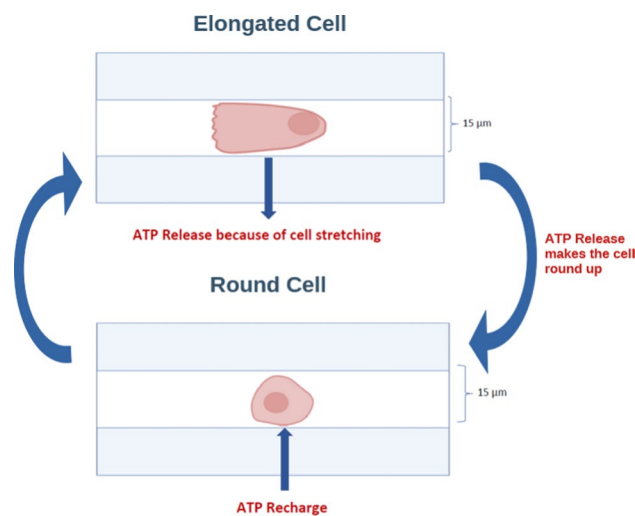 Elongated Cell
15 μm
ATP Release because of cell stretching
ATP Release
makes the cell
round up
Round Cell
15 μm
ATP Recharge